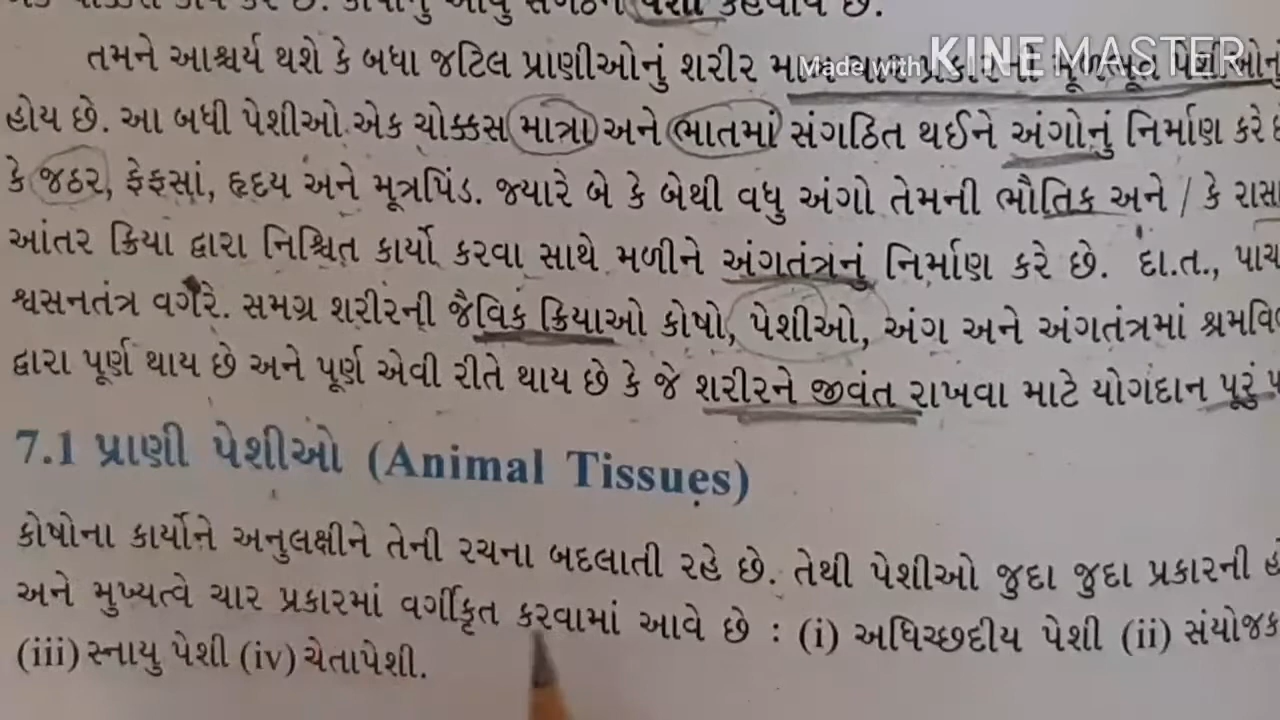 તમને આશ્ચર્ય થશે કે બધા જટિલ પ્રાણીઓનું શરીર
Made with KINEMASTER
હોય છે. આ બધી પેશીઓ એક ચોક્કસ માત્રા અને ભાતમાં સંગઠિત થઈને અંગોનું નિર્માણ કરે
કે જઠર, ફેફસાં, હૃદય અને મૂત્રપિંડ. જ્યારે બે કે બેથી વધુ અંગો તેમની ભૌતિક અને / કે
આંતર ક્રિયા દ્વારા નિશ્ચિત કાર્યો કરવા સાથે મળીને અંગતંત્રનું નિર્માણ કરે છે. દા.ત.,
શ્વસનતંત્ર વગેરે. સમગ્ર શરીરની જૈવિક ક્રિયાઓ કોષો, પેશીઓ, અંગ અને અંગતંત્રમાં
દ્વારા પૂર્ણ થાય છે અને પૂર્ણ એવી રીતે થાય છે કે જે શરીરને જીવંત રાખવા માટે યોગદાન પૂરું
7.1 પ્રાણી પેશીઓ (Animal Tissues)
કોષોના કાર્યોને અનુલક્ષીને તેની રચના બદલાતી રહે છે. તેથી પેશીઓ જુદા જુદા પ્રકારની
અને મુખ્યત્વે ચાર પ્રકારમાં વર્ગીકૃત કરવામાં આવે છે : (i) અધિચ્છદીય પેશી (ii) સંયોજક
(iii) સ્નાયુ પેશી (iv) ચેતાપેશી.